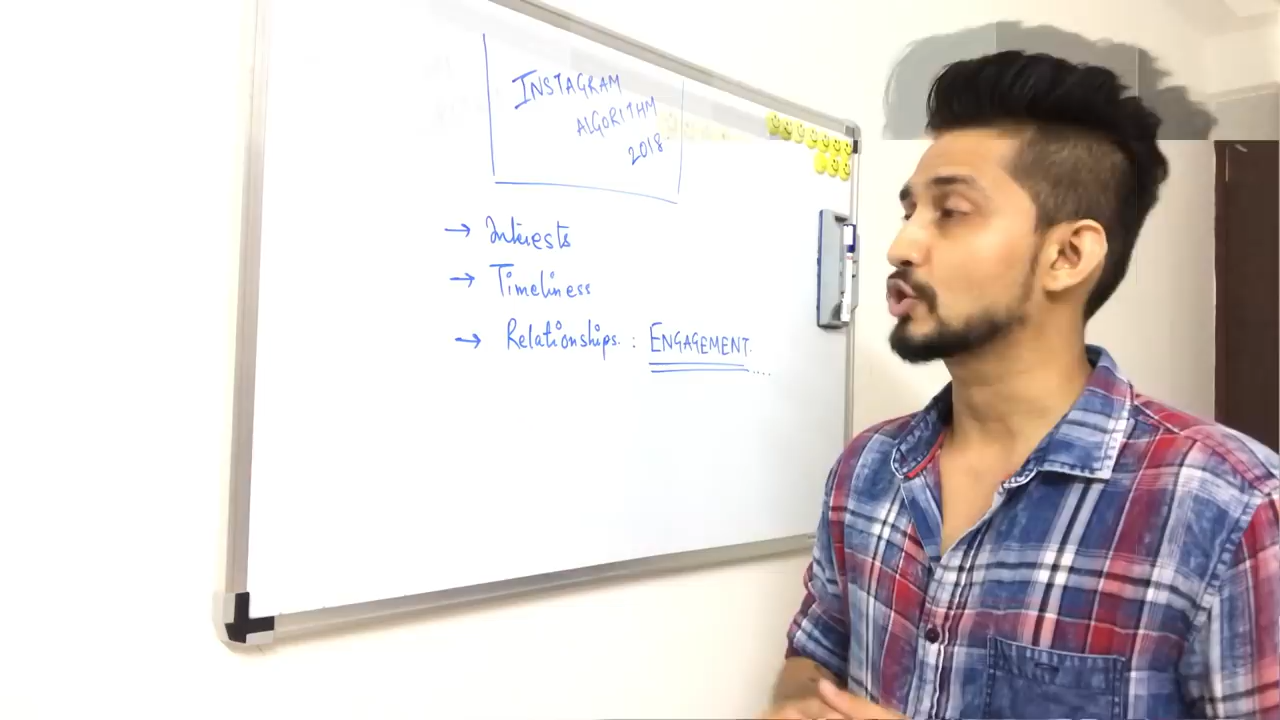 INSTAGRAM
ALGORITHM
2018
→ Interests
→ Timeliness
→ Relationships. : ENGAGEMENT.....